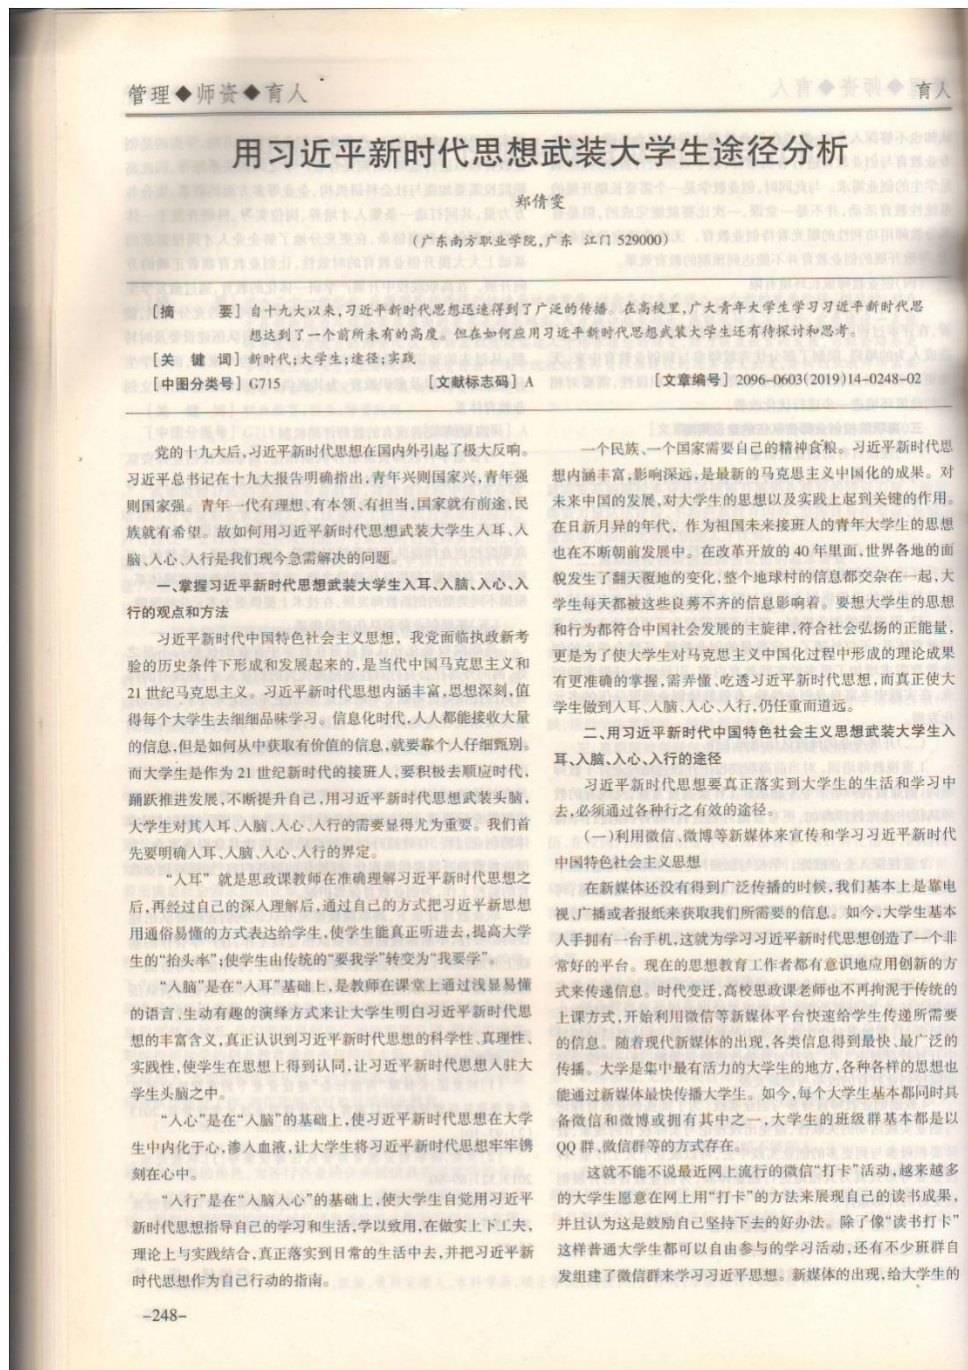 管理◆师资◆育人
育人
用习近平新时代思想武装大学生途径分析
郑倩雯
(广东南方职业学院,广东 江门 529000)
[摘 要] 自十九大以来,习近平新时代思想迅速得到了广泛的传播。在高校里,广大青年大学生学习习近平新时代思
想达到了一个前所未有的高度。但在如何应用习近平新时代思想武装大学生还有待探讨和思考。
[关 键 词] 新时代;大学生;途径;实践
[中图分类号] G715 [文献标志码] A [文章编号] 2096-0603(2019)14-0248-02
党的十九大后,习近平新时代思想在国内外引起了极大反响。
习近平总书记在十九大报告明确指出,青年兴则国家兴,青年强
则国家强。青年一代有理想、有本领、有担当,国家就有前途,民
族就有希望。故如何用习近平新时代思想武装大学生入耳、入
脑、入心、入行是我们现今急需解决的问题。
一、掌握习近平新时代思想武装大学生入耳、入脑、入心、入
行的观点和方法
习近平新时代中国特色社会主义思想,我党面临执政新考
验的历史条件下形成和发展起来的,是当代中国马克思主义和
21世纪马克思主义。习近平新时代思想内涵丰富,思想深刻,值
得每个大学生去细细品味学习。信息化时代,人人都能接收大量
的信息,但是如何从中获取有价值的信息,就要靠个人仔细甄别。
而大学生是作为21世纪新时代的接班人,要积极去顺应时代,
踊跃推进发展,不断提升自己,用习近平新时代思想武装头脑,
大学生对其入耳、入脑、入心、入行的需要显得尤为重要。我们首
先要明确入耳、入脑、入心、入行的界定。
“入耳”就是思政课教师在准确理解习近平新时代思想之
后,再经过自己的深入理解后,通过自己的方式把习近平新思想
用通俗易懂的方式表达给学生,使学生能真正听进去,提高大学
生的“抬头率”;使学生由传统的“要我学”转变为“我要学”。
“入脑”是在“入耳”基础上,是教师在课堂上通过浅显易懂
的语言,生动有趣的演绎方式来让大学生明白习近平新时代思
想的丰富含义,真正认识到习近平新时代思想的科学性、真理性、
实践性,使学生在思想上得到认同,让习近平新时代思想入驻大
学生头脑之中。
“入心”是在“入脑”的基础上,使习近平新时代思想在大学
生中内化于心,渗入血液,让大学生将习近平新时代思想牢牢镌
刻在心中。
“入行”是在“入脑入心”的基础上,使大学生自觉用习近平
新时代思想指导自己的学习和生活,学以致用,在做实上下工夫,
理论上与实践结合,真正落实到日常的生活中去,并把习近平新
时代思想作为自己行动的指南。
一个民族、一个国家需要自己的精神食粮。习近平新时代思
想内涵丰富,影响深远,是最新的马克思主义中国化的成果。对
未来中国的发展,对大学生的思想以及实践上起到关键的作用。
在日新月异的年代,作为祖国未来接班人的青年大学生的思想
也在不断朝前发展中。在改革开放的40年里面,世界各地的面
貌发生了翻天覆地的变化,整个地球村的信息都交杂在一起,大
学生每天都被这些良莠不齐的信息影响着。要想大学生的思想
和行为都符合中国社会发展的主旋律,符合社会弘扬的正能量,
更是为了使大学生对马克思主义中国化过程中形成的理论成果
有更准确的掌握,需弄懂、吃透习近平新时代思想,而真正使大
学生做到入耳、入脑、入心、入行,仍任重而道远。
二、用习近平新时代中国特色社会主义思想武装大学生入
耳、入脑、入心、入行的途径
习近平新时代思想要真正落实到大学生的生活和学习中
去,必须通过各种行之有效的途径。
(一)利用微信、微博等新媒体来宣传和学习习近平新时代
中国特色社会主义思想
在新媒体还没有得到广泛传播的时候,我们基本上是靠电
视、广播或者报纸来获取我们所需要的信息。如今,大学生基本
人手拥有一台手机,这就为学习习近平新时代思想创造了一个非
常好的平台。现在的思想教育工作者都有意识地应用创新的方
式来传递信息。时代变迁,高校思政课老师也不再拘泥于传统的
上课方式,开始利用微信等新媒体平台快速给学生传递所需要
的信息。随着现代新媒体的出现,各类信息得到最快、最广泛的
传播。大学是集中最有活力的大学生的地方,各种各样的思想也
能通过新媒体最快传播大学生。如今,每个大学生基本都同时具
备微信和微博或拥有其中之一,大学生的班级群基本都是以
QQ群、微信群等的方式存在。
这就不能不说最近网上流行的微信“打卡”活动,越来越多
的大学生愿意在网上用“打卡”的方法来展现自己的读书成果,
并且认为这是鼓励自己坚持下去的好办法。除了像“读书打卡”
这样普通大学生都可以自由参与的学习活动,还有不少班群自
发组建了微信群来学习习近平思想。新媒体的出现,给大学生的
-248-